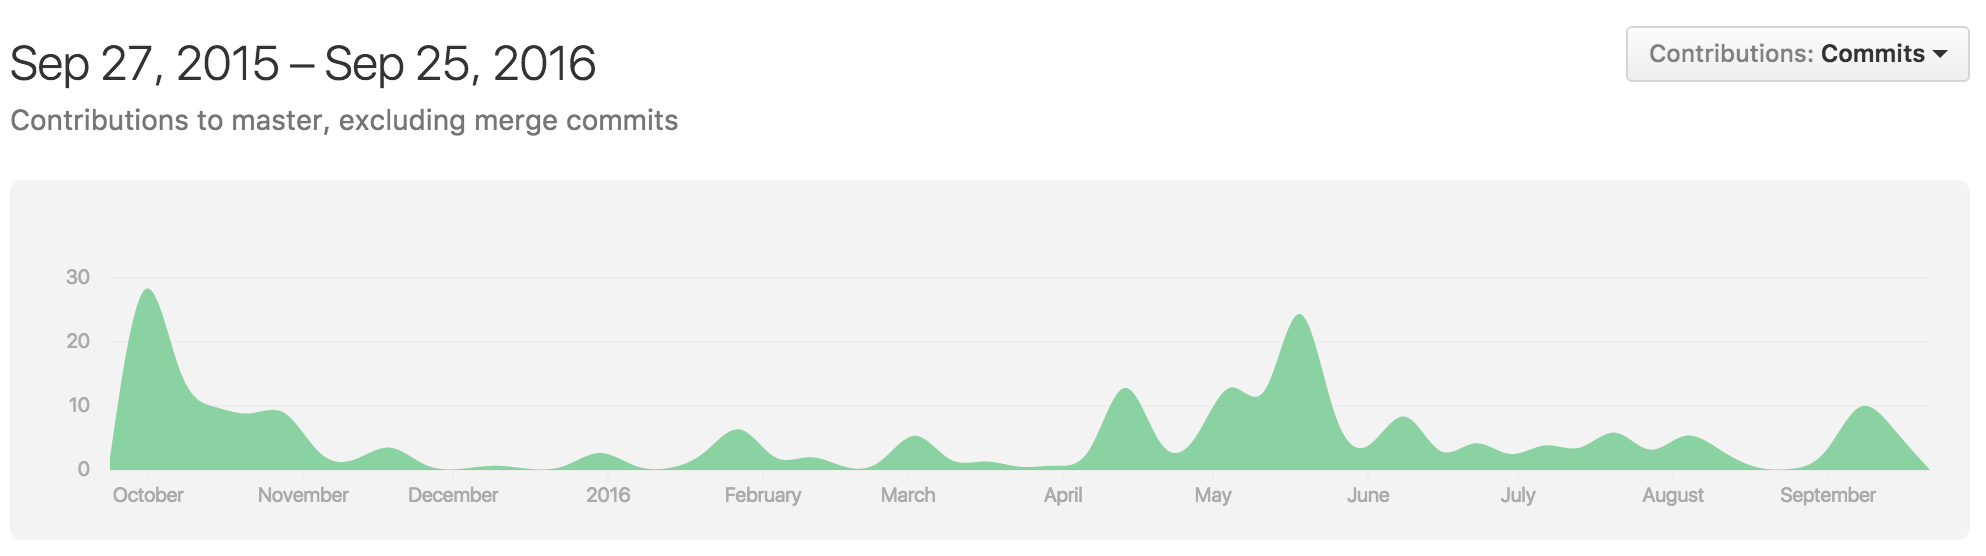 Sep 27, 2015 – Sep 25, 2016
Contributions: Commits
Contributions to master, excluding merge commits
30
20
10
0
October November December 2016 February March April May June July August September